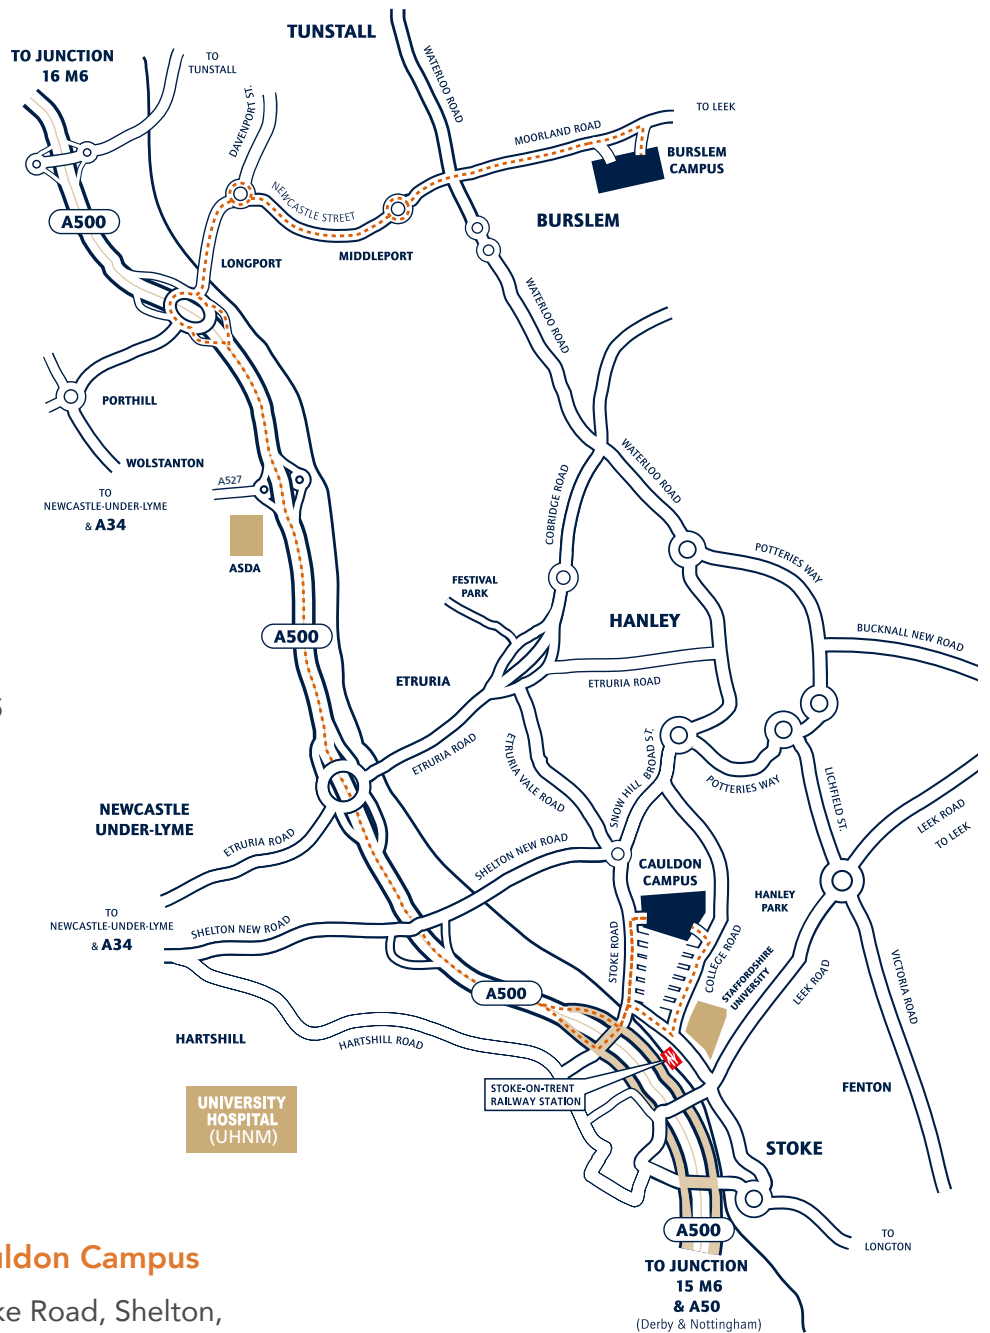 TUNSTALL
TO JUNCTION
16 M6
TO
TUNSTALL
WATERLOO ROAD
DAVENPORT ST.
TO LEEK
MOORLAND ROAD
BURSLEM
CAMPUS
A500
NEWCASTLE STREET
BURSLEM
MIDDLEPORT
LONGPORT
WATERLOO ROAD
PORTHILL
WOLSTANTON
A527
TO
NEWCASTLE-UNDER-LYME
& A34
WATERLOO ROAD
COBRIDGE ROAD
ASDA
POTTERIES WAY
FESTIVAL
PARK
A500
HANLEY
BUCKNALL NEW ROAD
ETRURIA
ETRURIA ROAD
S
ETRURIA ROAD
ETRURIA VALE ROAD
SNOW HILL
BROAD ST.
POTTERIES WAY
LICHFIELD ST.
NEWCASTLE
UNDER-LYME
ETRURIA ROAD
SHELTON NEW ROAD
LEEK ROAD
TO LEEK
CAULDON
CAMPUS
HANLEY
PARK
TO
NEWCASTLE-UNDER-LYME
& A34
SHELTON NEW ROAD
STOKE ROAD
COLLEGE ROAD
STAFFORDSHIRE
UNIVERSITY
LEEK ROAD
VICTORIA ROAD
A500
HARTSHILL
HARTSHILL ROAD
STOKE-ON-TRENT
RAILWAY STATION
FENTON
UNIVERSITY
HOSPITAL
(UHNM)
STOKE
A500
TO
LONGTON
TO JUNCTION
15 M6
& A50
(Derby & Nottingham)
uldon Campus
ke Road, Shelton,